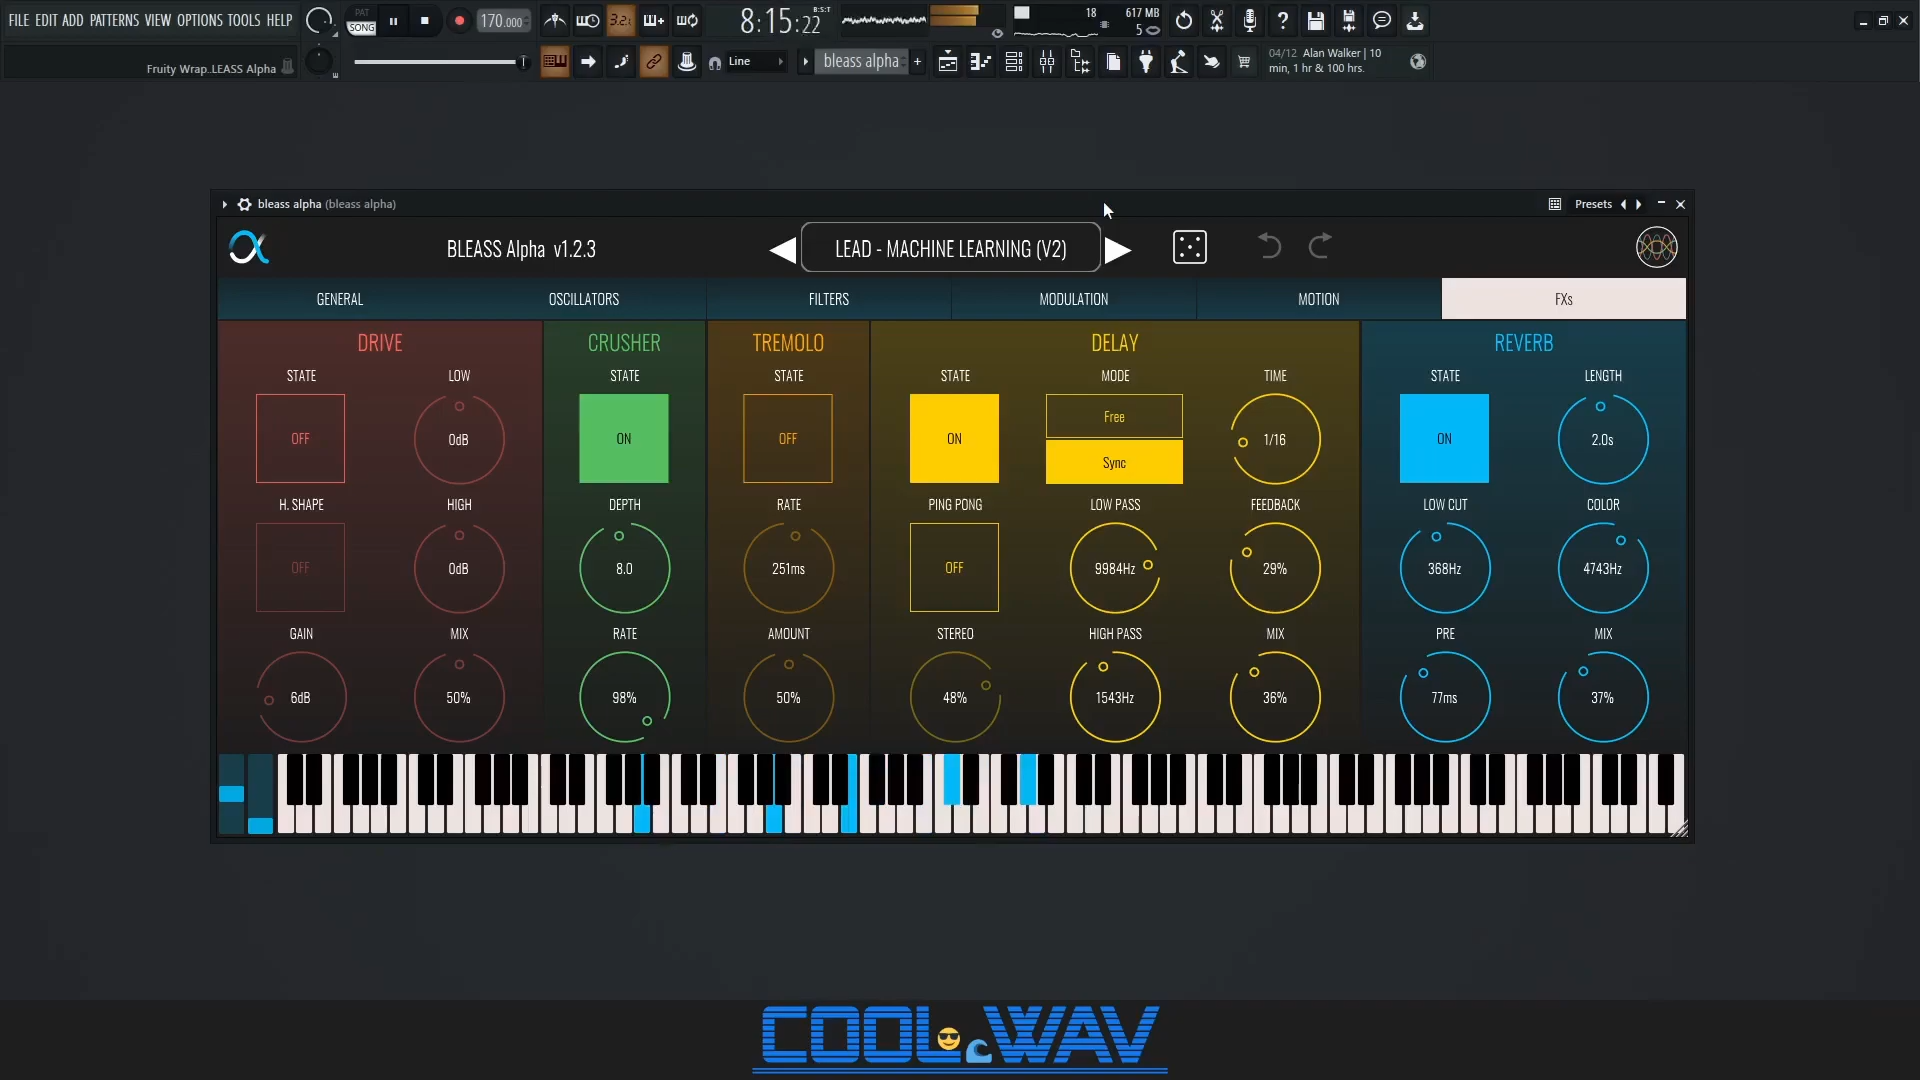 FILE EDIT ADD PATTERNS VIEW OPTIONS TOOLS HELP
PAT
SONG
170.000
3.2.1
8:15:22
B:S:T
18
617 MB
5
Fruity Wrap..LEASS Alpha
Line
bleass alpha
04/12 Alan Walker | 10
min, 1 hr & 100 hrs.
bleass alpha (bleass alpha)
Presets
BLEASS Alpha v1.2.3
LEAD - MACHINE LEARNING (V2)
GENERAL
OSCILLATORS
FILTERS
MODULATION
MOTION
FXs
DRIVE
CRUSHER
TREMOLO
DELAY
REVERB
STATE
LOW
STATE
STATE
STATE
MODE
TIME
STATE
LENGTH
OFF
0dB
ON
OFF
ON
Free
Sync
1/16
ON
2.0s
H. SHAPE
HIGH
DEPTH
RATE
PING PONG
LOW PASS
FEEDBACK
LOW CUT
COLOR
OFF
0dB
8.0
251ms
OFF
9984Hz
29%
368Hz
4743Hz
GAIN
MIX
RATE
AMOUNT
STEREO
HIGH PASS
MIX
PRE
MIX
6dB
50%
98%
50%
48%
1543Hz
36%
77ms
37%
COOL WAV